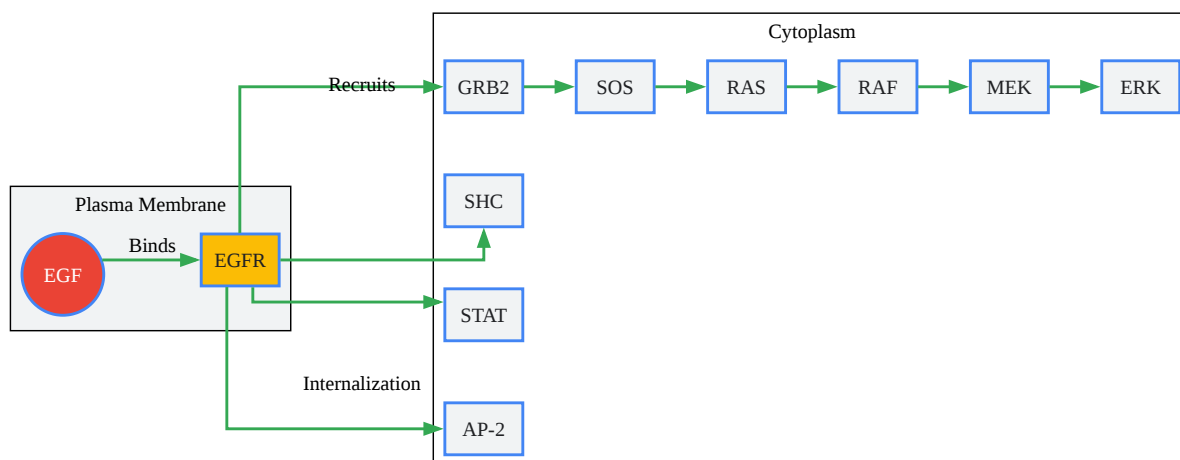 Cytoplasm
Recruits
GRB2
SOS
RAS
RAF
MEK
ERK
SHC
Plasma Membrane
Binds
EGF
EGFR
STAT
Internalization
AP-2